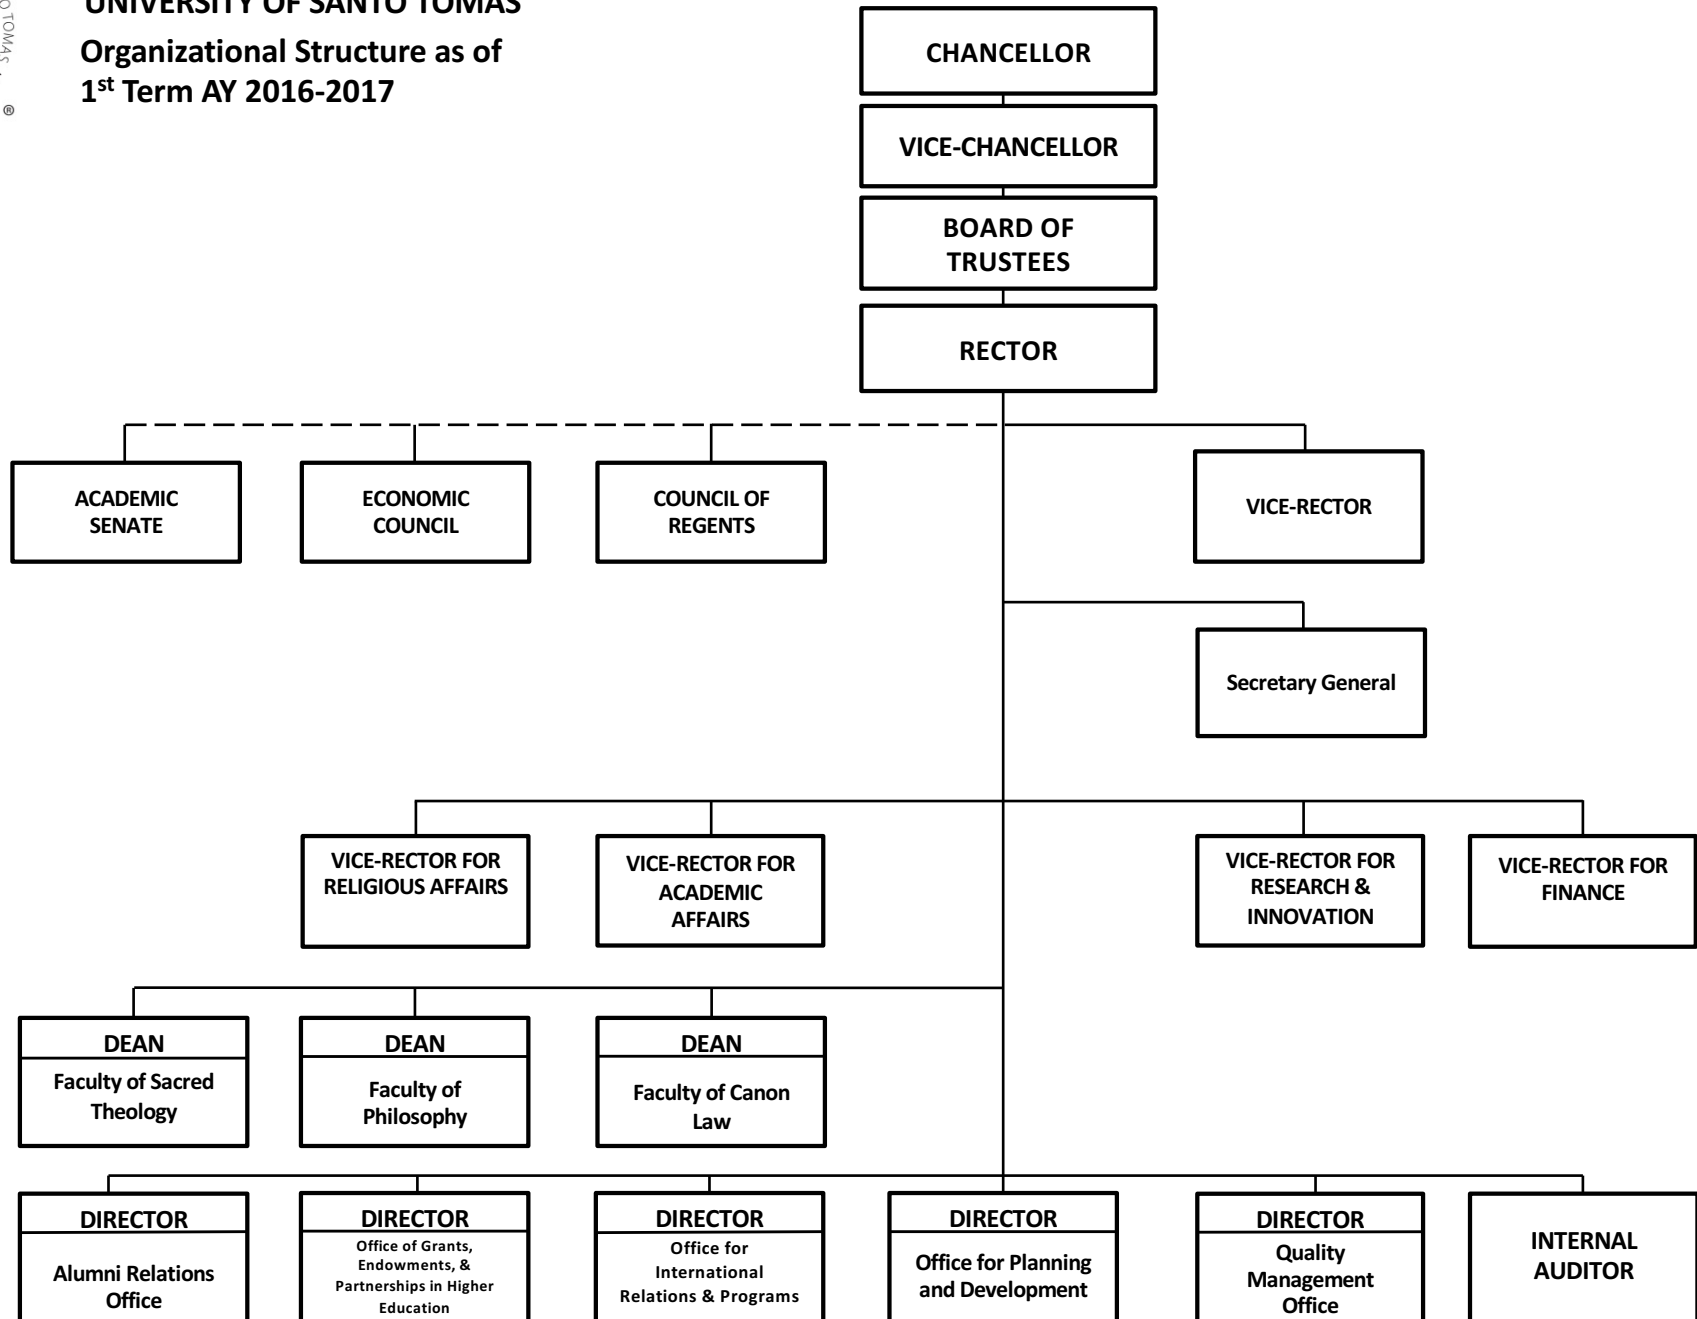 UNIVERSITY OF SANTO TOMAS
Organizational Structure as of
1st Term AY 2016-2017
TOMAS
®
CHANCELLOR
VICE-CHANCELLOR
BOARD OF
TRUSTEES
RECTOR
ACADEMIC
SENATE
ECONOMIC
COUNCIL
COUNCIL OF
REGENTS
VICE-RECTOR
Secretary General
VICE-RECTOR FOR
RELIGIOUS AFFAIRS
VICE-RECTOR FOR
ACADEMIC
AFFAIRS
VICE-RECTOR FOR
RESEARCH &
INNOVATION
VICE-RECTOR FOR
FINANCE
DEAN
Faculty of Sacred
Theology
DEAN
Faculty of
Philosophy
DEAN
Faculty of Canon
Law
DIRECTOR
Alumni Relations
Office
DIRECTOR
Office of Grants,
Endowments, &
Partnerships in Higher
Education
DIRECTOR
Office for
International
Relations & Programs
DIRECTOR
Office for Planning
and Development
DIRECTOR
Quality
Management
Office
INTERNAL
AUDITOR